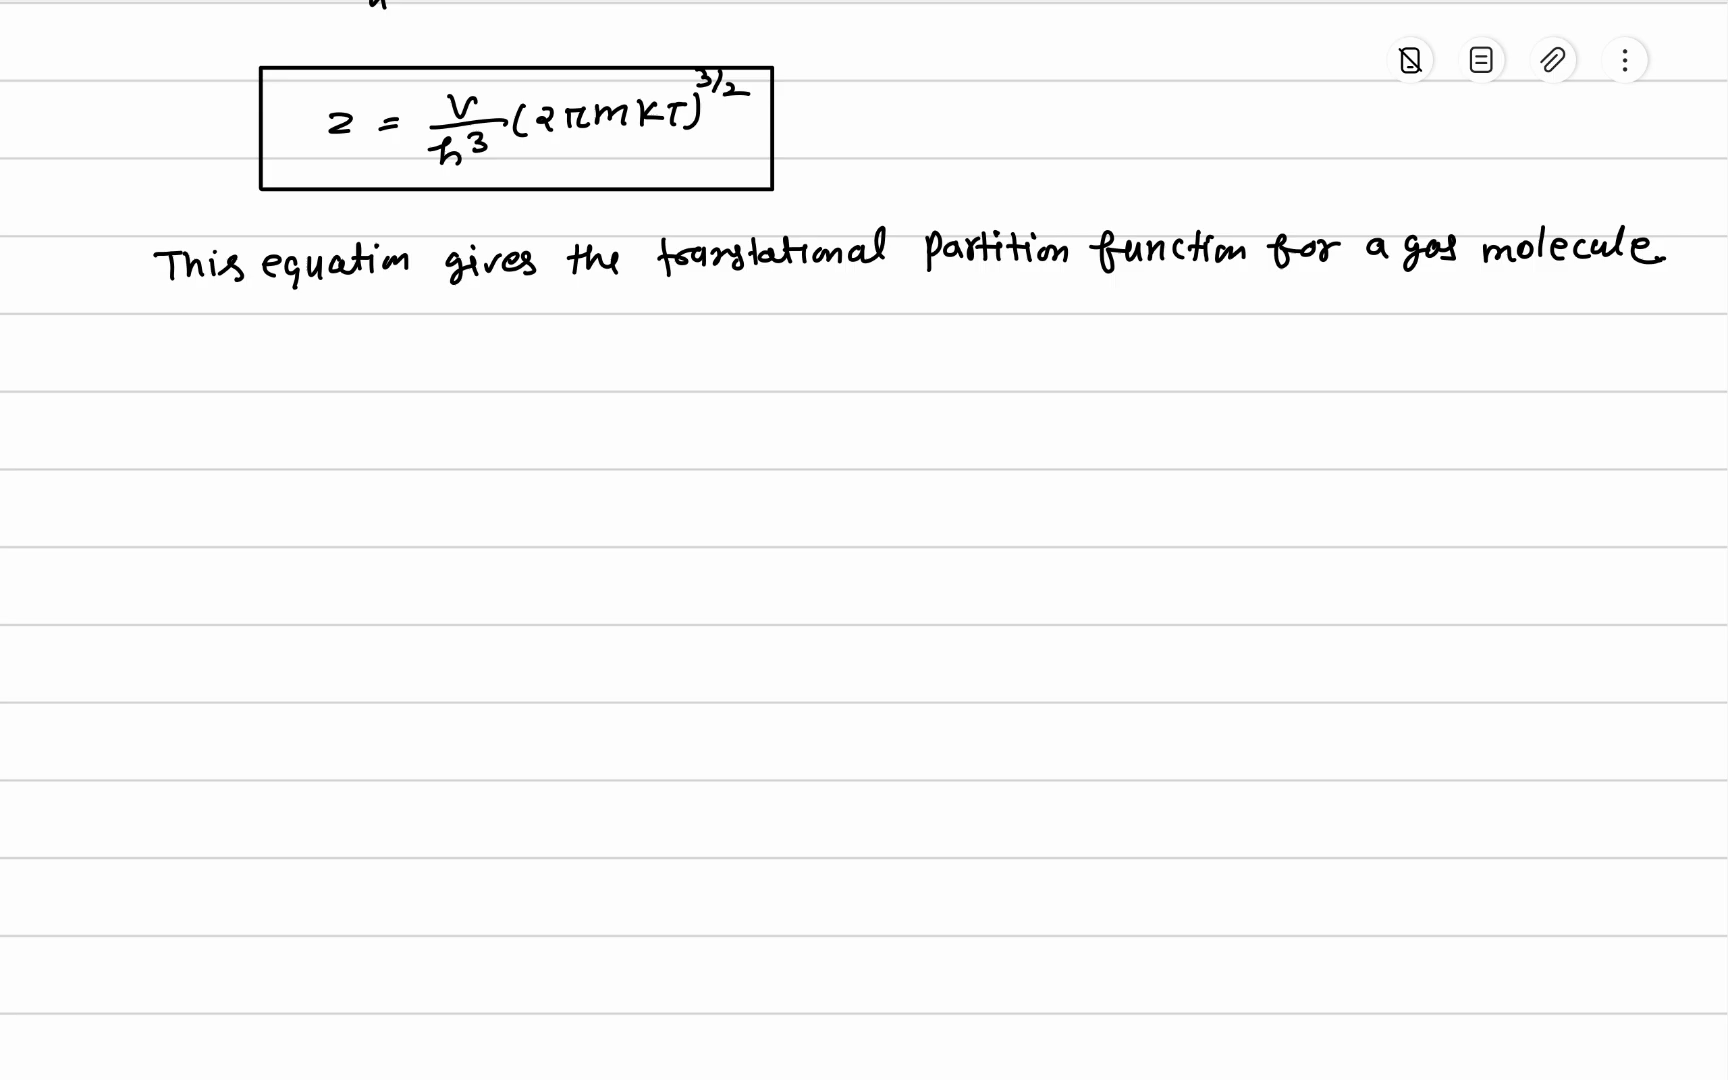 z = V/h³ (2πmKT)^3/2
This equation gives the translational partition function for a gas molecule.